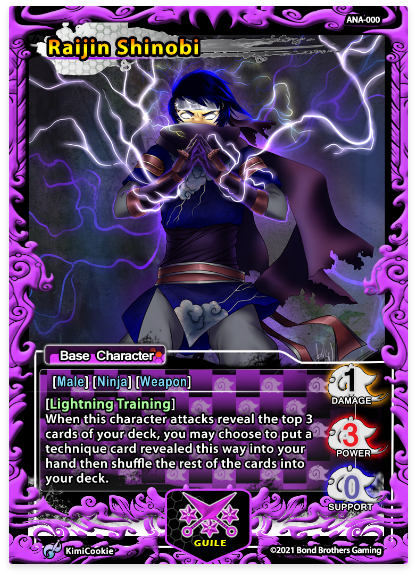 ANA-000
Raijin Shinobi
Base Character
[Male] [Ninja] [Weapon]
[Lightning Training]
When this character attacks reveal the top 3
cards of your deck, you may choose to put a
technique card revealed this way into your
hand then shuffle the rest of the cards into
your deck.
1
DAMAGE
3
POWER
0
SUPPORT
GUILE
KimiCookie
©2021 Bond Brothers Gaming